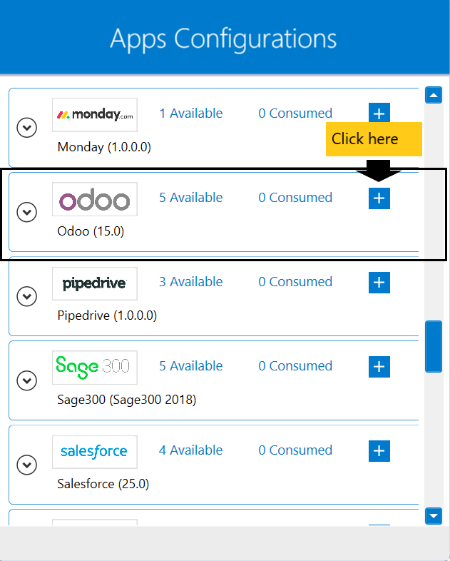 Apps Configurations
monday.com 1 Available 0 Consumed +
Click here
Monday (1.0.0.0)
odoo 5 Available 0 Consumed +
Odoo (15.0)
pipedrive 3 Available 0 Consumed +
Pipedrive (1.0.0.0)
Sage 300 5 Available 0 Consumed +
Sage300 (Sage300 2018)
salesforce 4 Available 0 Consumed +
Salesforce (25.0)